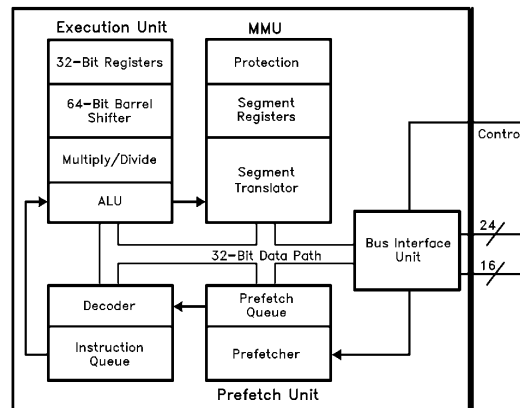 Execution Unit
MMU
32-Bit Registers
64-Bit Barrel
Shifter
Multiply/Divide
ALU
Protection
Segment
Registers
Segment
Translator
Control
24
16
Bus Interface
Unit
32-Bit Data Path
Decoder
Instruction
Queue
Prefetch
Queue
Prefetcher
Prefetch Unit